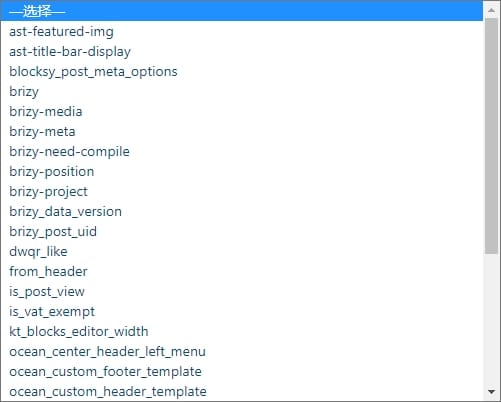 —选择—
ast-featured-img
ast-title-bar-display
blocksy_post_meta_options
brizy
brizy-media
brizy-meta
brizy-need-compile
brizy-position
brizy-project
brizy_data_version
brizy_post_uid
dwqr_like
from_header
is_post_view
is_vat_exempt
kt_blocks_editor_width
ocean_center_header_left_menu
ocean_custom_footer_template
ocean_custom_header_template